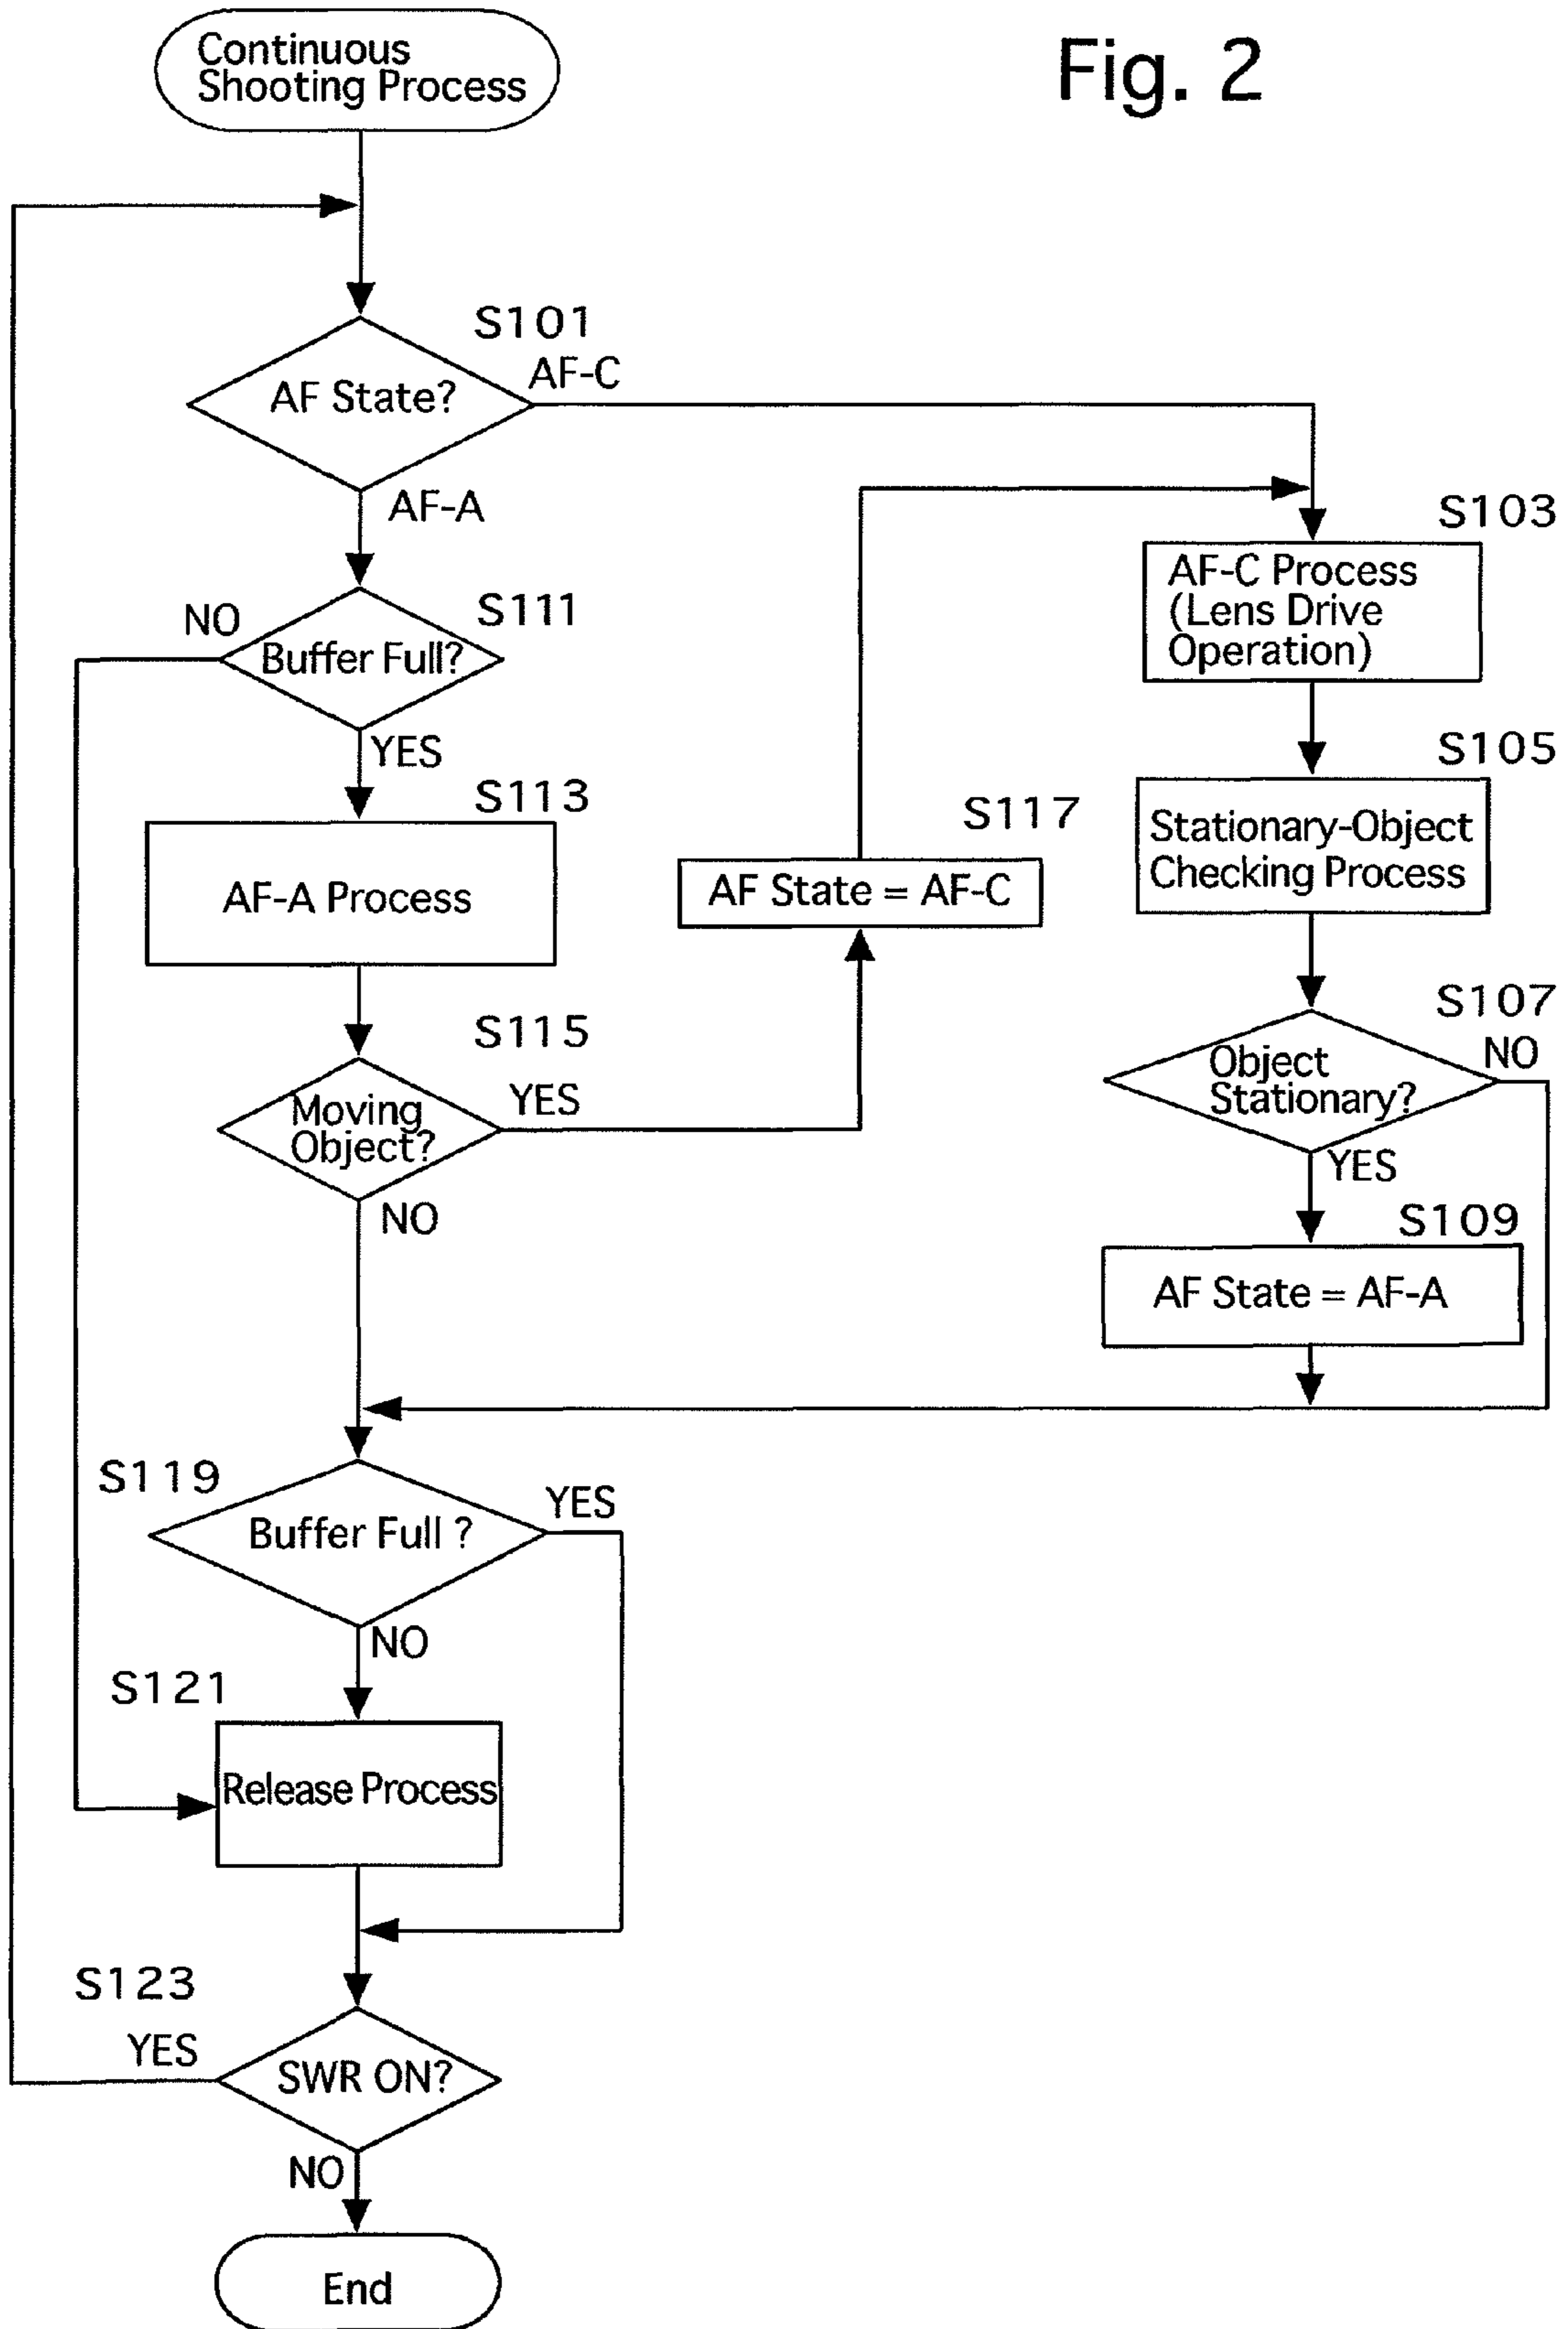 Fig. 2
Continuous
Shooting Process
S101
AF State?
AF-C
AF-A
S103
AF-C Process
(Lens Drive
Operation)
S105
Stationary-Object
Checking Process
S107
Object
Stationary?
NO
YES
S109
AF State = AF-A
S111
Buffer Full?
NO
YES
S113
AF-A Process
S115
Moving
Object?
YES
NO
S117
AF State = AF-C
S119
Buffer Full ?
YES
NO
S121
Release Process
S123
SWR ON?
YES
NO
End